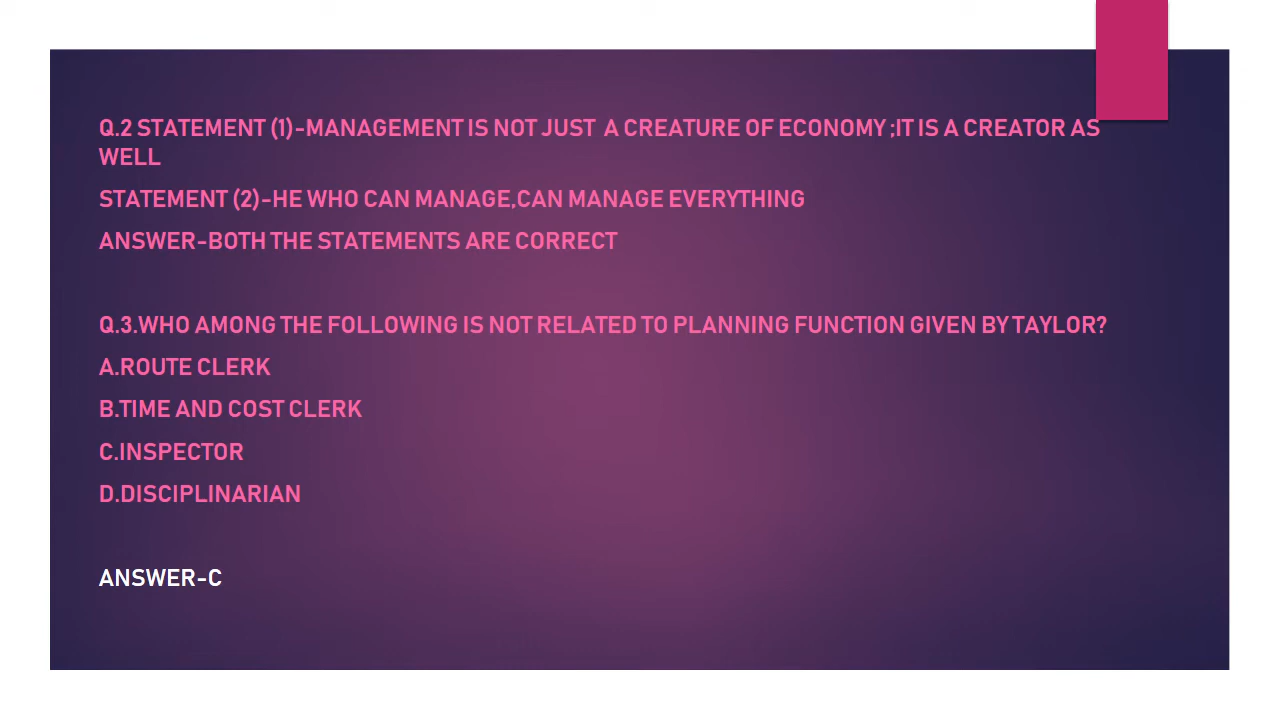 Q.2 STATEMENT (1)-MANAGEMENT IS NOT JUST A CREATURE OF ECONOMY ;IT IS A CREATOR AS
WELL
STATEMENT (2)-HE WHO CAN MANAGE,CAN MANAGE EVERYTHING
ANSWER-BOTH THE STATEMENTS ARE CORRECT
Q.3.WHO AMONG THE FOLLOWING IS NOT RELATED TO PLANNING FUNCTION GIVEN BY TAYLOR?
A.ROUTE CLERK
B.TIME AND COST CLERK
C.INSPECTOR
D.DISCIPLINARIAN
ANSWER-C